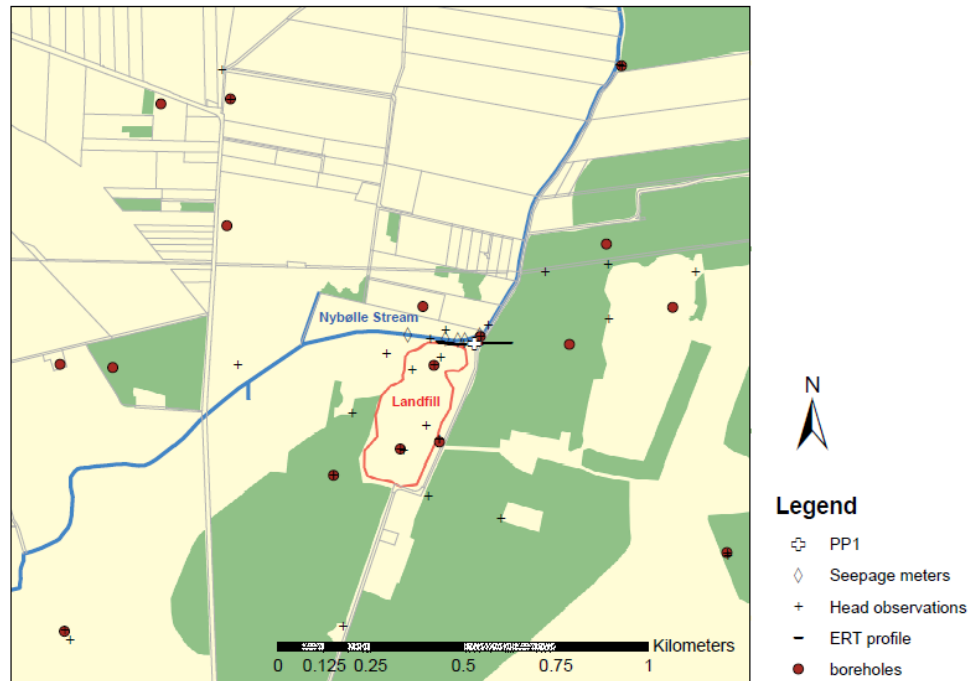 Nybølle Stream
Landfill
Kilometers
0 0.125 0.25 0.5 0.75 1
N
Legend
PP1
Seepage meters
Head observations
ERT profile
boreholes